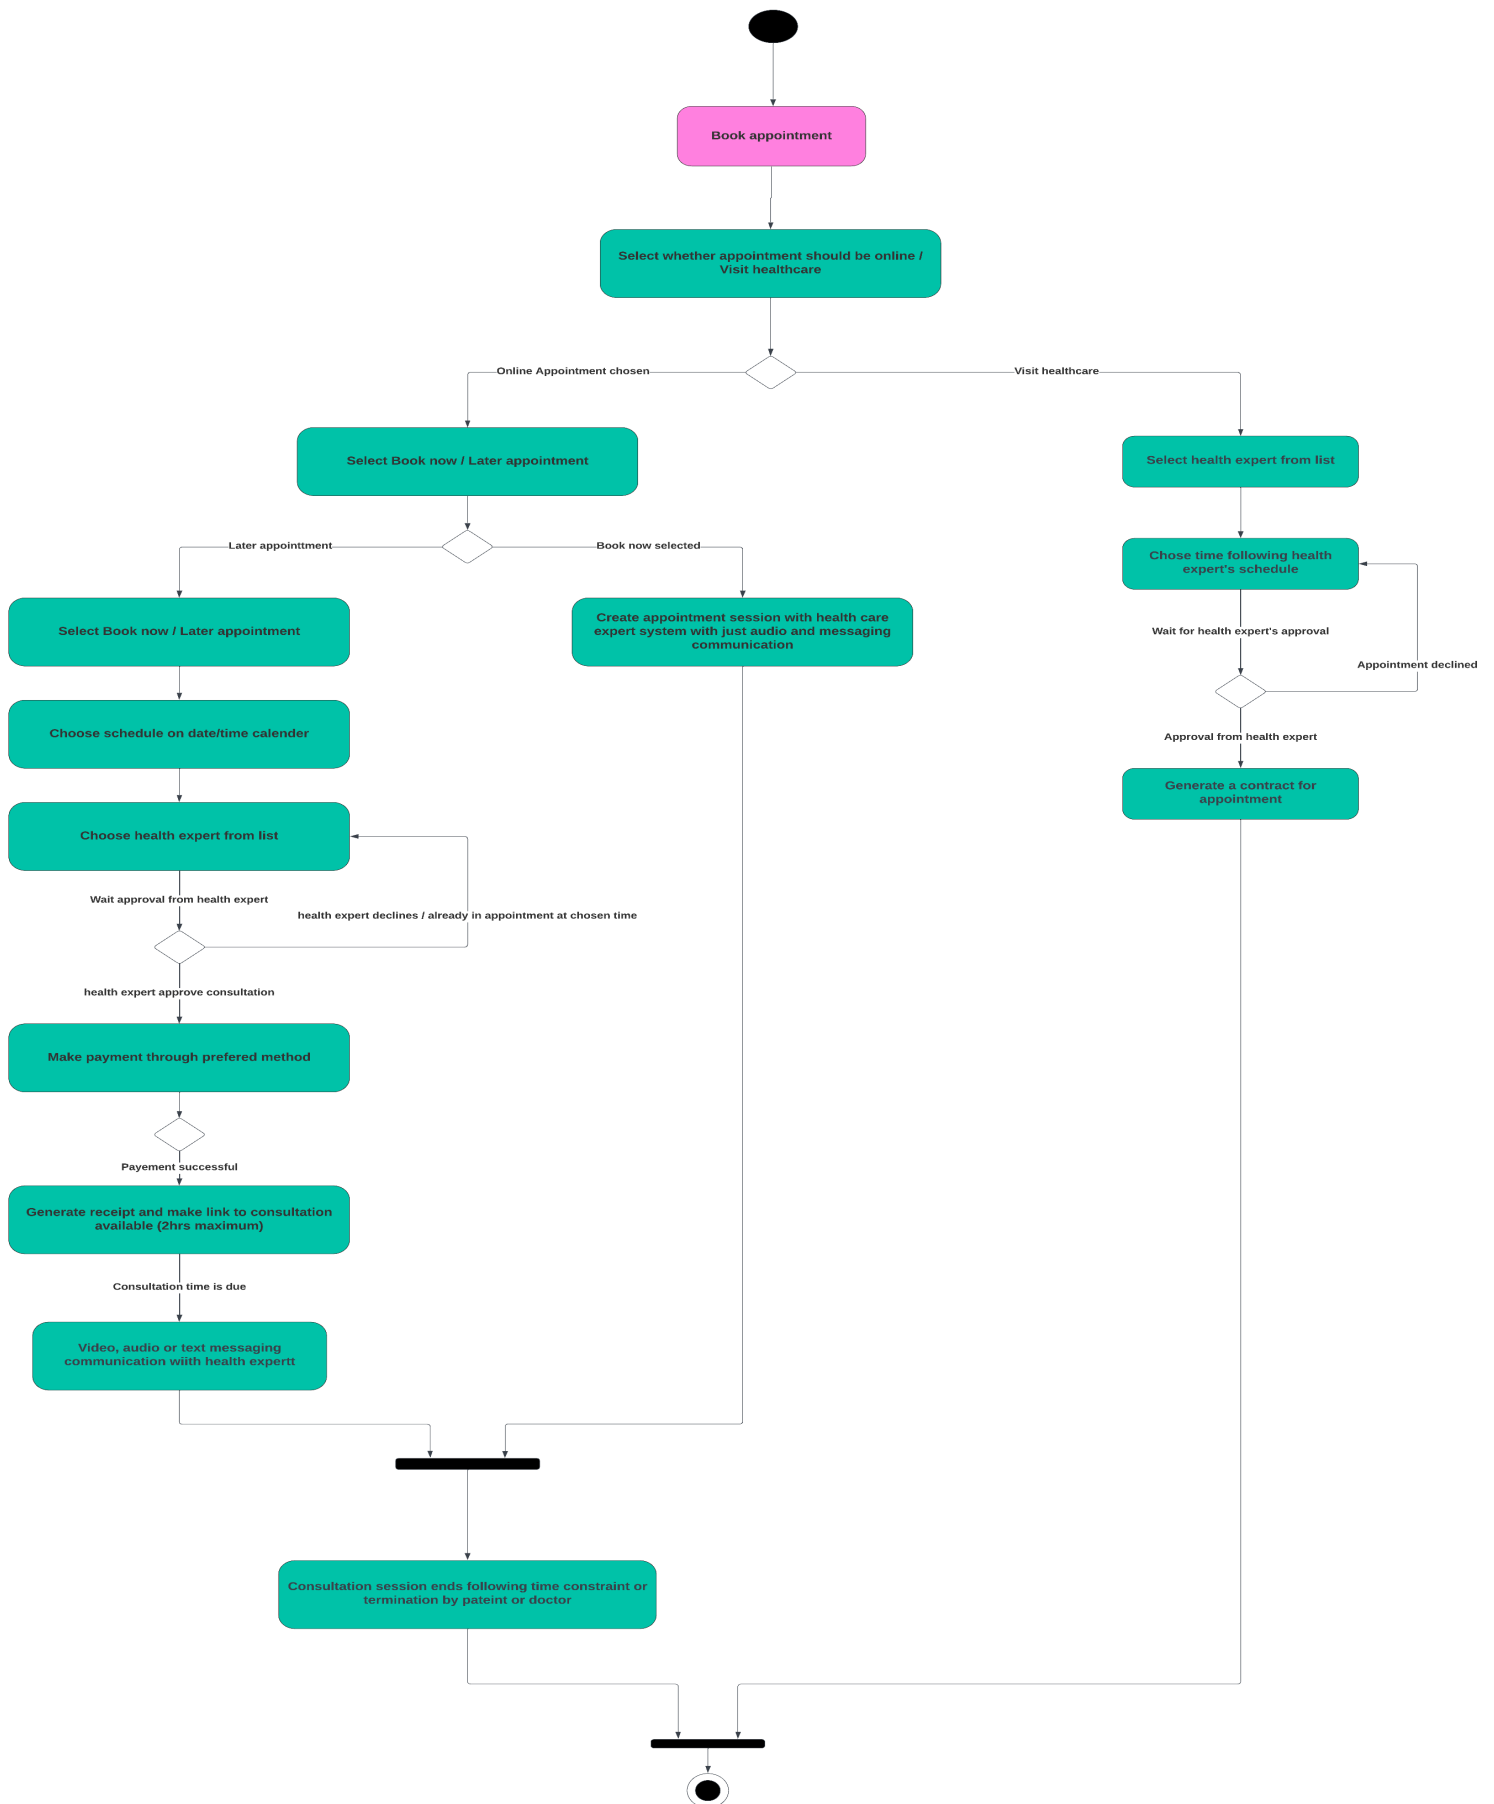 Book appointment
Select whether appointment should be online /
Visit healthcare
Online Appointment chosen
Visit healthcare
Select Book now / Later appointment
Select health expert from list
Later appointtment
Book now selected
Chose time following health
expert's schedule
Select Book now / Later appointment
Create appointment session with health care
expert system with just audio and messaging
communication
Wait for health expert's approval
Appointment declined
Choose schedule on date/time calender
Approval from health expert
Generate a contract for
appointment
Choose health expert from list
Wait approval from health expert
health expert declines / already in appointment at chosen time
health expert approve consultation
Make payment through prefered method
Payement successful
Generate receipt and make link to consultation
available (2hrs maximum)
Consultation time is due
Video, audio or text messaging
communication wiith health expertt
Consultation session ends following time constraint or
termination by pateint or doctor